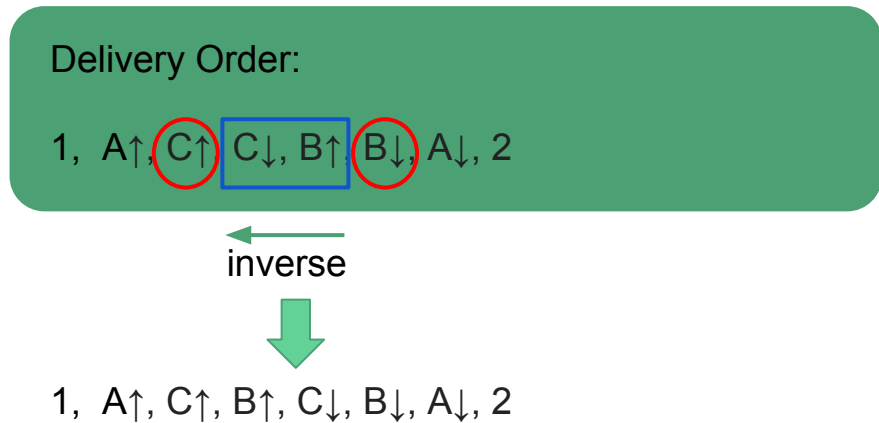 Delivery Order:
1, A↑, C↑, C↓, B↑, B↓, A↓, 2
inverse
1, A↑, C↑, B↑, C↓, B↓, A↓, 2